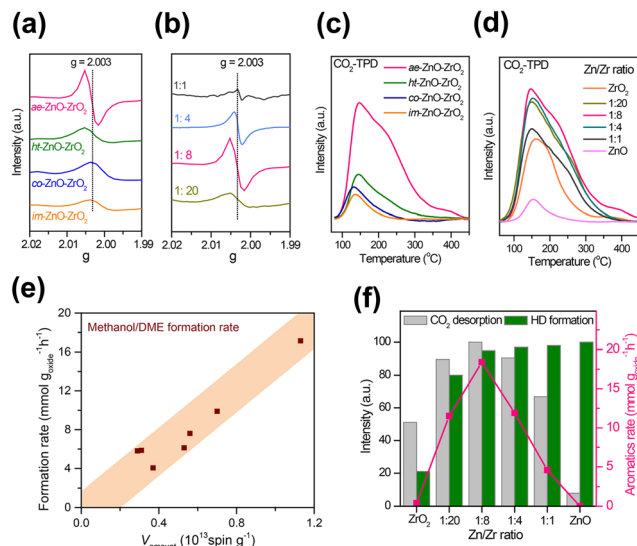 (a)
g = 2.003
ae-ZnO-ZrO₂
ht-ZnO-ZrO₂
co-ZnO-ZrO₂
im-ZnO-ZrO₂
Intensity (a.u.)
2.02 2.01 2.00 1.99
g
(b)
g = 2.003
1:1
1: 4
1: 8
1: 20
Intensity (a.u.)
2.02 2.01 2.00 1.99
g
(c)
CO₂-TPD
ae-ZnO-ZrO₂
ht-ZnO-ZrO₂
co-ZnO-ZrO₂
im-ZnO-ZrO₂
Intensity (a.u.)
100 200 300 400
Temperature (°C)
(d)
CO₂-TPD
Zn/Zr ratio
ZrO₂
1:20
1:8
1:4
1:1
ZnO
Intensity (a.u.)
100 200 300 400
Temperature (°C)
(e)
Methanol/DME formation rate
Formation rate (mmol g_oxide⁻¹h⁻¹)
20
16
12
8
4
0.0 0.4 0.8 1.2
V_amount (10¹³spin g⁻¹)
(f)
CO₂ desorption HD formation
Intensity (a.u.)
100
80
60
40
20
0
Aromatics rate (mmol g_oxide⁻¹h⁻¹)
20
15
10
5
0
ZrO₂ 1:20 1:8 1:4 1:1 ZnO
Zn/Zr ratio